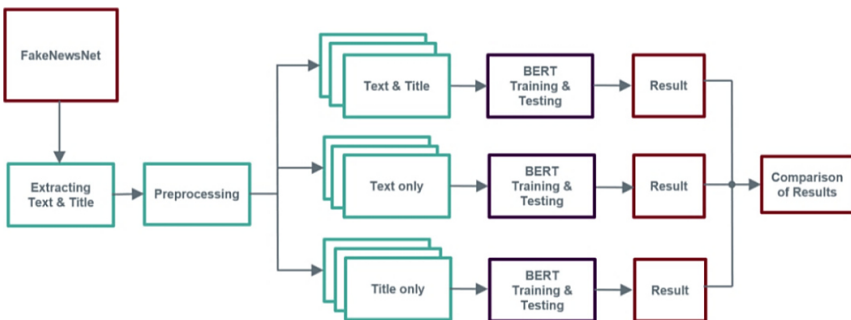 FakeNewsNet
Extracting
Text & Title
Preprocessing
Text & Title
BERT
Training &
Testing
Result
Text only
BERT
Training &
Testing
Result
Title only
BERT
Training &
Testing
Result
Comparison
of Results